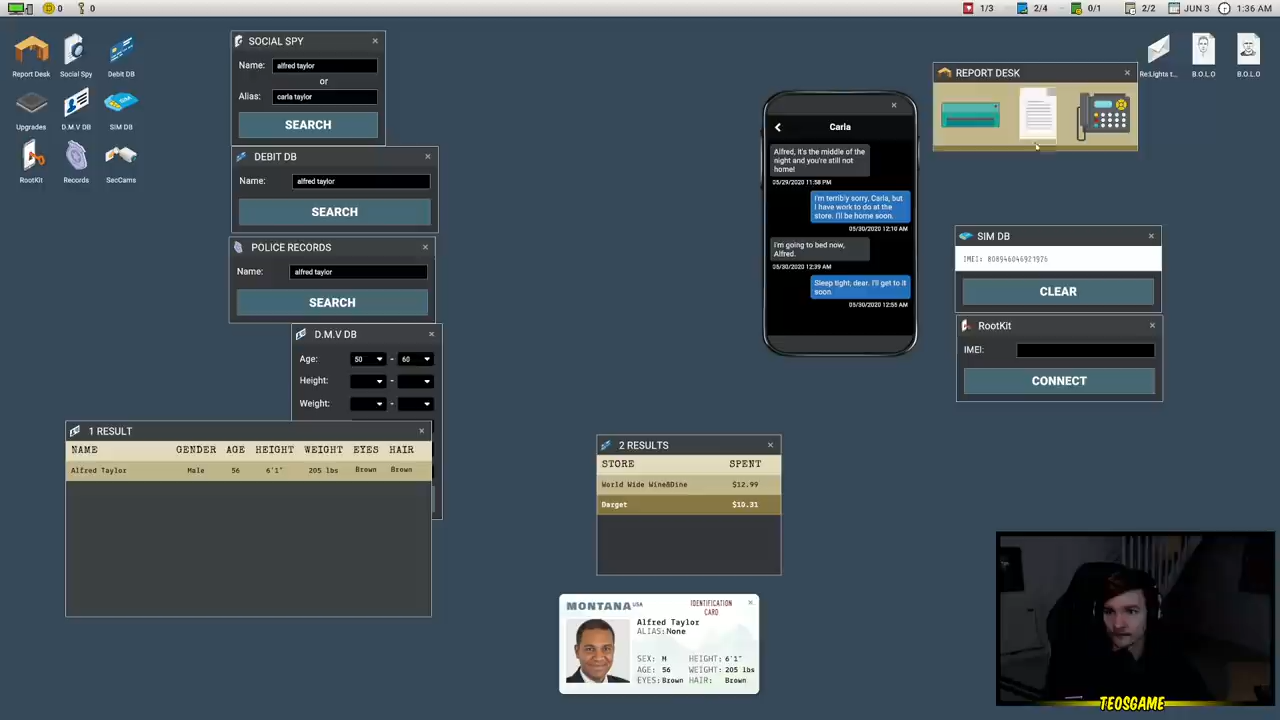 0
0
1/3
2/4
0/1
2/2
JUN 3
1:36 AM
Report Desk
Social Spy
Debit DB
Upgrades
D.M.V DB
SIM DB
RootKit
Records
SecCams
Re:Lights t...
B.O.L.O
B.O.L.O
SOCIAL SPY
Name: alfred taylor
or
Alias: carla taylor
SEARCH
DEBIT DB
Name: alfred taylor
SEARCH
POLICE RECORDS
Name: alfred taylor
SEARCH
D.M.V DB
Age: 50 - 60
Height: -
Weight: -
1 RESULT
NAME GENDER AGE HEIGHT WEIGHT EYES HAIR
Alfred Taylor Male 56 6'1" 205 lbs Brown Brown
2 RESULTS
STORE SPENT
World Wide Wine&Dine $12.99
Darget $10.31
MONTANA USA
IDENTIFICATION
CARD
Alfred Taylor
ALIAS: None
SEX: M HEIGHT: 6'1"
AGE: 56 WEIGHT: 205 lbs
EYES: Brown HAIR: Brown
Carla
Alfred, it's the middle of the
night and you're still not
home!
05/29/2020 11:58 PM
I'm terribly sorry, Carla, but
I have work to do at the
store. I'll be home soon.
05/30/2020 12:10 AM
I'm going to bed now,
Alfred.
05/30/2020 12:39 AM
Sleep tight, dear. I'll get to it
soon.
05/30/2020 12:55 AM
REPORT DESK
SIM DB
IMEI: 808946046921976
CLEAR
RootKit
IMEI:
CONNECT
TEOSGAME